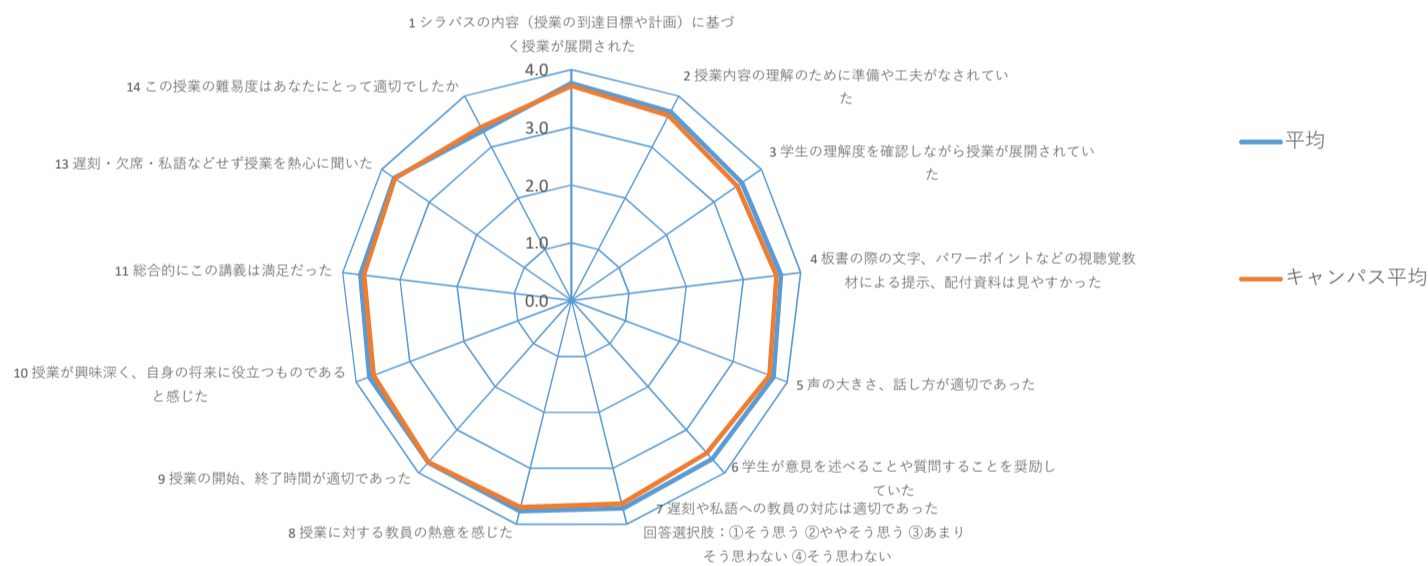 1 シラバスの内容（授業の到達目標や計画）に基づ
く授業が展開された
2 授業内容の理解のために準備や工夫がなされてい
た
3 学生の理解度を確認しながら授業が展開されてい
た
4 板書の際の文字、パワーポイントなどの視聴覚教
材による提示、配付資料は見やすかった
5 声の大きさ、話し方が適切であった
6 学生が意見を述べることや質問することを奨励し
ていた
7 遅刻や私語への教員の対応は適切であった
回答選択肢：①そう思う ②ややそう思う ③あまり
そう思わない ④そう思わない
8 授業に対する教員の熱意を感じた
9 授業の開始、終了時間が適切であった
10 授業が興味深く、自身の将来に役立つものである
と感じた
11 総合的にこの講義は満足だった
13 遅刻・欠席・私語などせず授業を熱心に聞いた
14 この授業の難易度はあなたにとって適切でしたか
4.0
3.0
2.0
1.0
0.0
平均
キャンパス平均